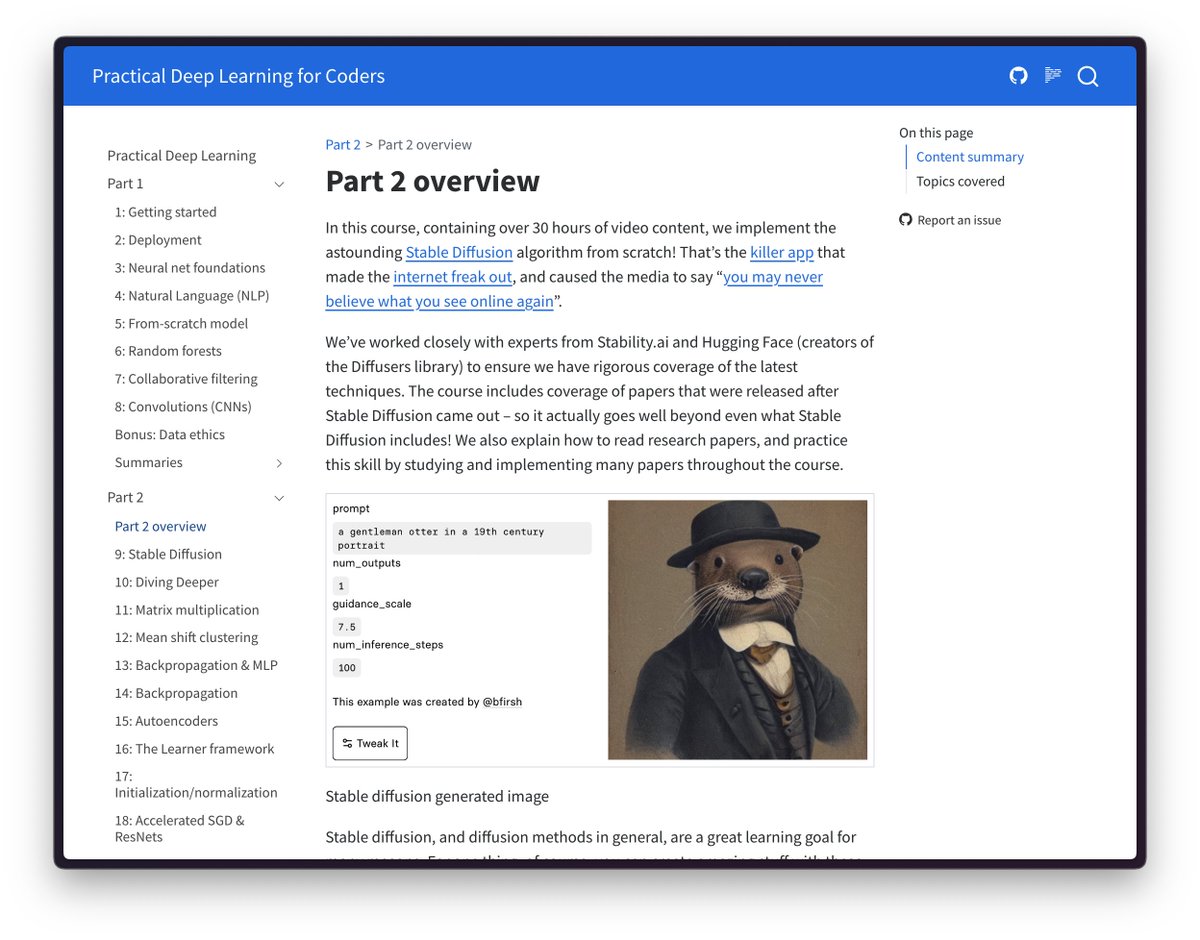 Practical Deep Learning for Coders
Practical Deep Learning
Part 1
1: Getting started
2: Deployment
3: Neural net foundations
4: Natural Language (NLP)
5: From-scratch model
6: Random forests
7: Collaborative filtering
8: Convolutions (CNNs)
Bonus: Data ethics
Summaries
Part 2
Part 2 overview
9: Stable Diffusion
10: Diving Deeper
11: Matrix multiplication
12: Mean shift clustering
13: Backpropagation & MLP
14: Backpropagation
15: Autoencoders
16: The Learner framework
17:
Initialization/normalization
18: Accelerated SGD &
ResNets
Part 2 > Part 2 overview
Part 2 overview
In this course, containing over 30 hours of video content, we implement the
astounding Stable Diffusion algorithm from scratch! That’s the killer app that
made the internet freak out, and caused the media to say “you may never
believe what you see online again”.
We’ve worked closely with experts from Stability.ai and Hugging Face (creators of
the Diffusers library) to ensure we have rigorous coverage of the latest
techniques. The course includes coverage of papers that were released after
Stable Diffusion came out – so it actually goes well beyond even what Stable
Diffusion includes! We also explain how to read research papers, and practice
this skill by studying and implementing many papers throughout the course.
prompt
a gentleman otter in a 19th century
portrait
num_outputs
1
guidance_scale
7.5
num_inference_steps
100
This example was created by @bfirsh
Tweak It
Stable diffusion generated image
Stable diffusion, and diffusion methods in general, are a great learning goal for
On this page
Content summary
Topics covered
Report an issue